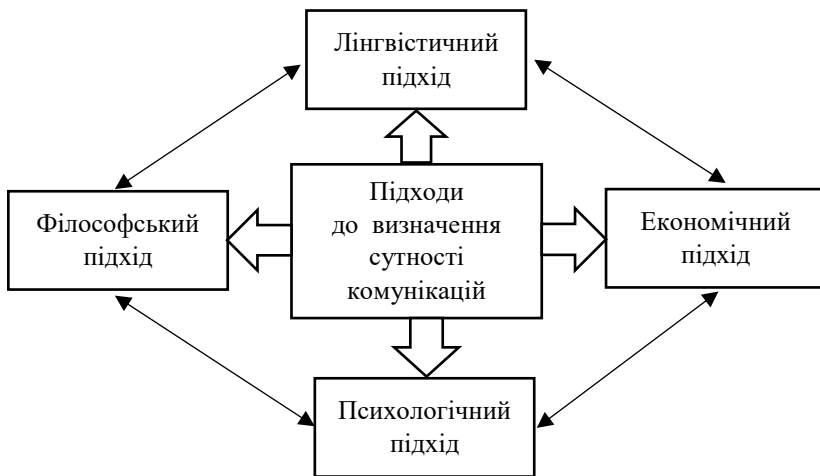 Лінгвістичний
підхід
Філософський
підхід
Підходи
до визначення
сутності
комунікацій
Економічний
підхід
Психологічний
підхід